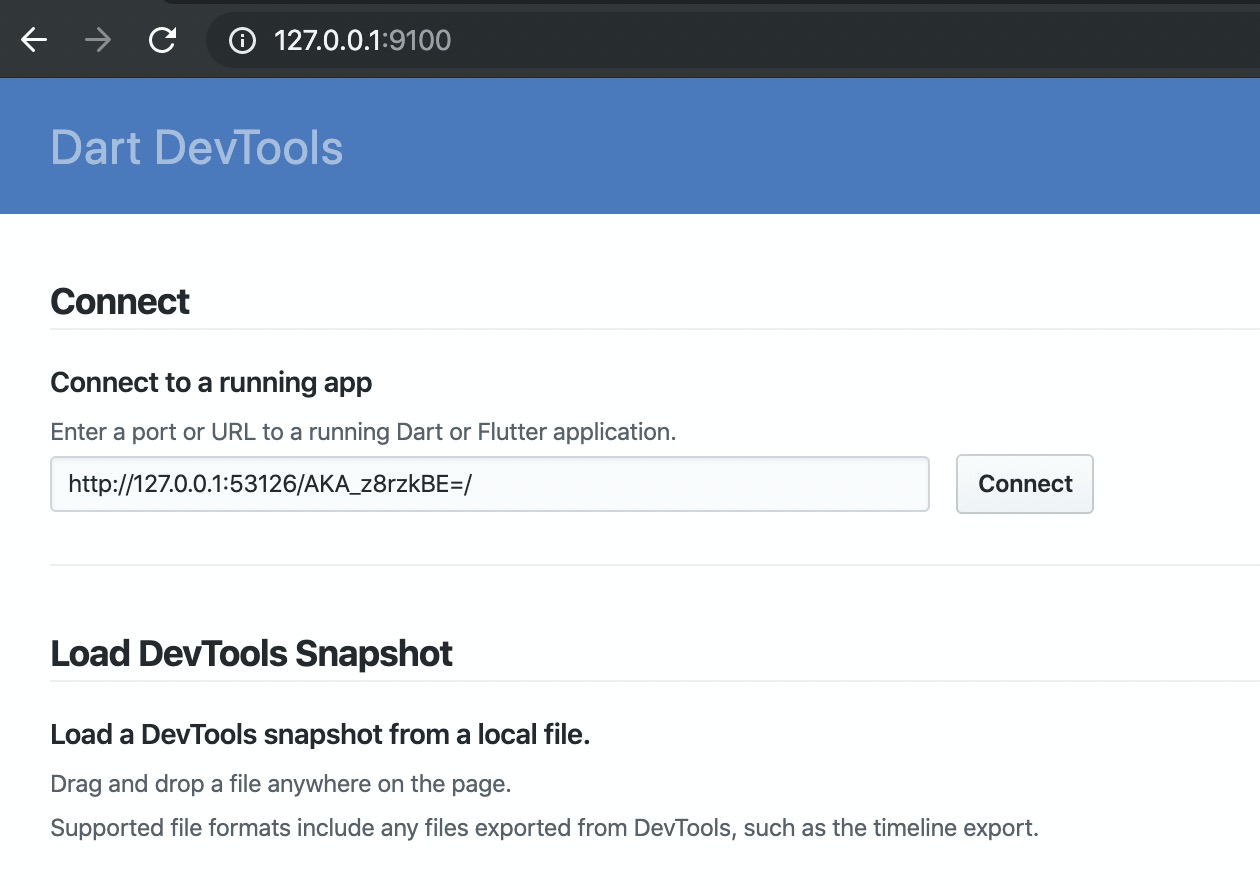 127.0.0.1:9100
Dart DevTools
Connect
Connect to a running app
Enter a port or URL to a running Dart or Flutter application.
http://127.0.0.1:53126/AKA_z8rzkBE=/
Connect
Load DevTools Snapshot
Load a DevTools snapshot from a local file.
Drag and drop a file anywhere on the page.
Supported file formats include any files exported from DevTools, such as the timeline export.